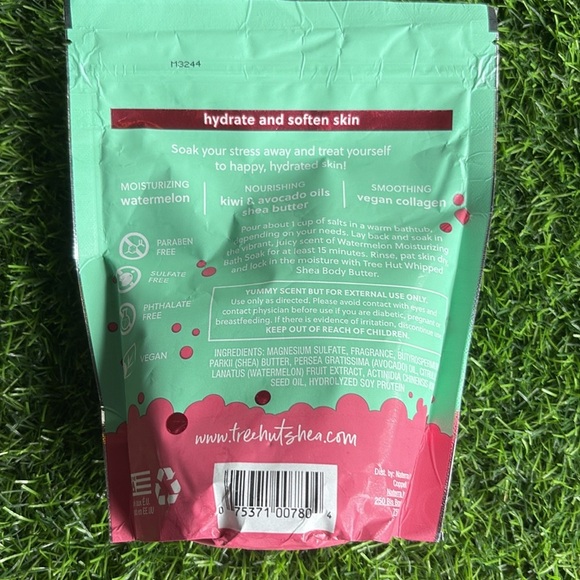 M3244
hydrate and soften skin
Soak your stress away and treat yourself
to happy, hydrated skin!
MOISTURIZING
watermelon
NOURISHING
kiwi & avocado oils
shea butter
SMOOTHING
vegan collagen
Pour about 1 cup of salts in a warm bathtub,
depending on your needs. Lay back and soak in
the vibrant, juicy scent of Watermelon Moisturizing
Bath Soak for at least 15 minutes. Rinse, pat skin dry
and lock in the moisture with Tree Hut Whipped
Shea Body Butter.
PARABEN
FREE
SULFATE
FREE
PHTHALATE
FREE
VEGAN
YUMMY SCENT BUT FOR EXTERNAL USE ONLY.
Use only as directed. Please avoid contact with eyes and
contact physician before use if you are diabetic, pregnant or
breastfeeding. If there is evidence of irritation, discontinue
KEEP OUT OF REACH OF CHILDREN.
INGREDIENTS: MAGNESIUM SULFATE, FRAGRANCE, BUTYROSPERMUM
PARKII (SHEA) BUTTER, PERSEA GRATISSIMA (AVOCADO) OIL, CITRULLUS
LANATUS (WATERMELON) FRUIT EXTRACT, ACTINIDIA CHINENSIS
SEED OIL, HYDROLYZED SOY PROTEIN
www.treehutshea.com
Dist. by:
0 75371 00780 4